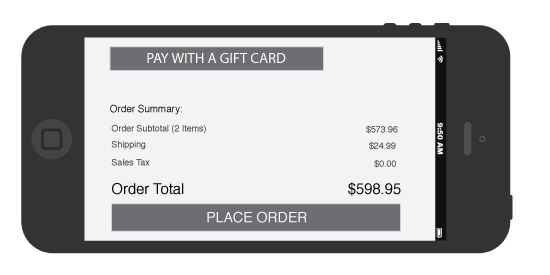 PAY WITH A GIFT CARD
Order Summary:
Order Subtotal (2 Items) $573.96
Shipping $24.99
Sales Tax $0.00
Order Total $598.95
PLACE ORDER
9:50 AM